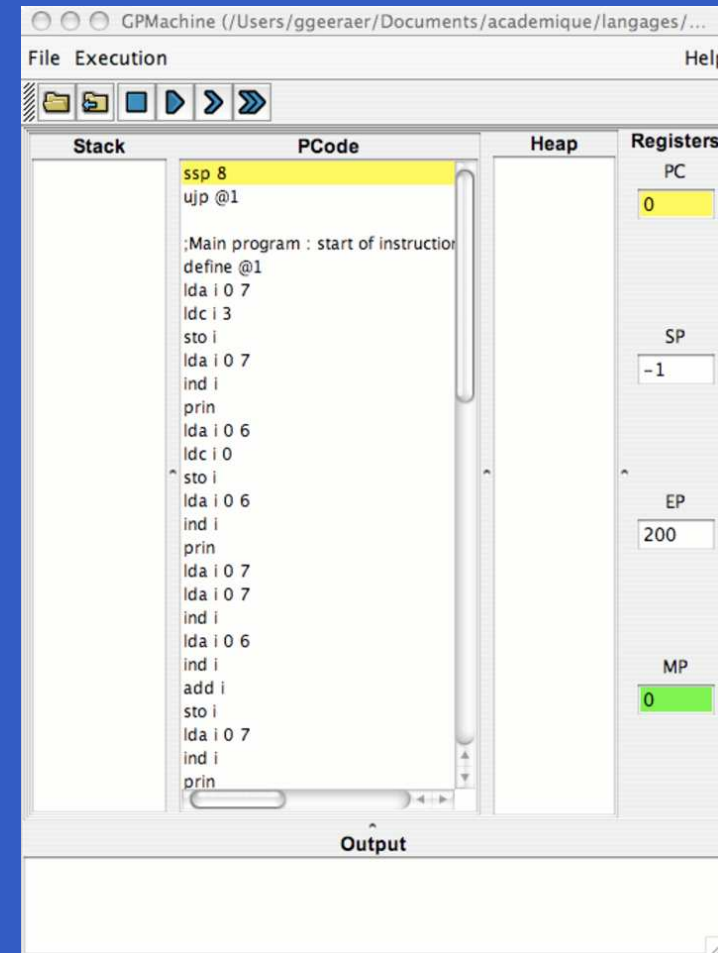 GPMachine (/Users/ggeeraer/Documents/academique/langages/...
File Execution Help
Stack PCode Heap Registers
ssp 8
ujp @1
;Main program : start of instruction
define @1
lda i 0 7
ldc i 3
sto i
lda i 0 7
ind i
prin
lda i 0 6
ldc i 0
sto i
lda i 0 6
ind i
prin
lda i 0 7
lda i 0 7
ind i
lda i 0 6
ind i
add i
sto i
lda i 0 7
ind i
prin
PC
0
SP
-1
EP
200
MP
0
Output